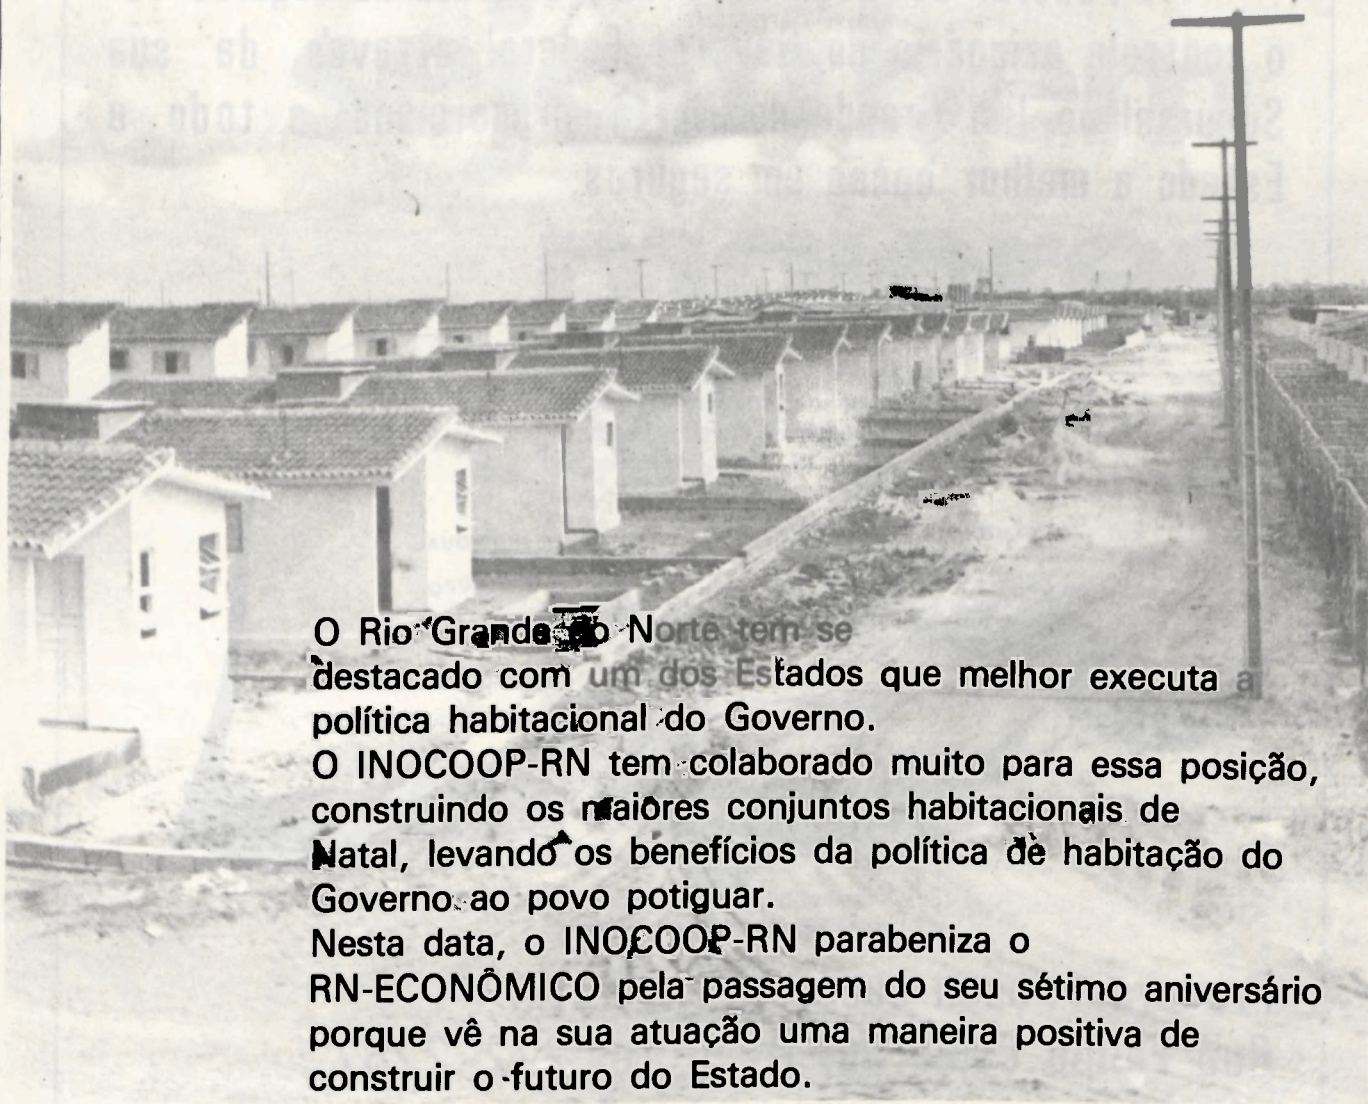 O Rio Grande do Norte tem se
destacado com um dos Estados que melhor executa a
política habitacional do Governo.
O INOCOOP-RN tem colaborado muito para essa posição,
construindo os maiores conjuntos habitacionais de
Natal, levando os benefícios da política de habitação do
Governo ao povo potiguar.
Nesta data, o INOCOOP-RN parabeniza o
RN-ECONÔMICO pela passagem do seu sétimo aniversário
porque vê na sua atuação uma maneira positiva de
construir o futuro do Estado.